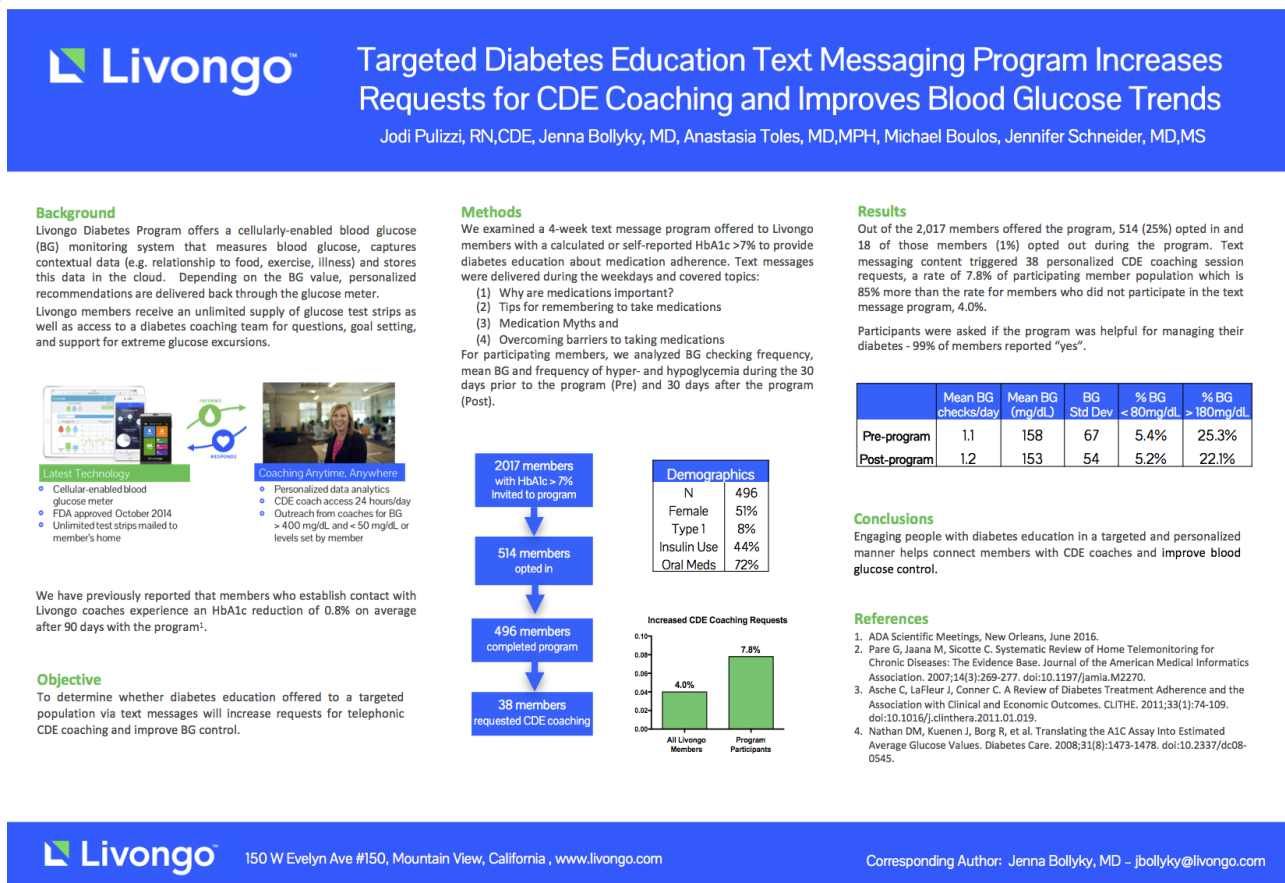 Livongo™
Targeted Diabetes Education Text Messaging Program Increases
Requests for CDE Coaching and Improves Blood Glucose Trends
Jodi Pulizzi, RN,CDE, Jenna Bollyky, MD, Anastasia Toles, MD,MPH, Michael Boulos, Jennifer Schneider, MD,MS
Background
Livongo Diabetes Program offers a cellularly-enabled blood glucose
(BG) monitoring system that measures blood glucose, captures
contextual data (e.g. relationship to food, exercise, illness) and stores
this data in the cloud. Depending on the BG value, personalized
recommendations are delivered back through the glucose meter.
Livongo members receive an unlimited supply of glucose test strips as
well as access to a diabetes coaching team for questions, goal setting,
and support for extreme glucose excursions.
INFORMS
RESPONDS
Latest Technology
Cellular-enabled blood
glucose meter
FDA approved October 2014
Unlimited test strips mailed to
member's home
Coaching Anytime, Anywhere
Personalized data analytics
CDE coach access 24 hours/day
Outreach from coaches for BG
> 400 mg/dL and < 50 mg/dL or
levels set by member
We have previously reported that members who establish contact with
Livongo coaches experience an HbA1c reduction of 0.8% on average
after 90 days with the program1.
Objective
To determine whether diabetes education offered to a targeted
population via text messages will increase requests for telephonic
CDE coaching and improve BG control.
Methods
We examined a 4-week text message program offered to Livongo
members with a calculated or self-reported HbA1c >7% to provide
diabetes education about medication adherence. Text messages
were delivered during the weekdays and covered topics:
(1) Why are medications important?
(2) Tips for remembering to take medications
(3) Medication Myths and
(4) Overcoming barriers to taking medications
For participating members, we analyzed BG checking frequency,
mean BG and frequency of hyper- and hypoglycemia during the 30
days prior to the program (Pre) and 30 days after the program
(Post).
2017 members
with HbA1c > 7%
Invited to program
514 members
opted in
496 members
completed program
38 members
requested CDE coaching
Demographics
N 496
Female 51%
Type 1 8%
Insulin Use 44%
Oral Meds 72%
Increased CDE Coaching Requests
0.10
0.08
0.06
0.04
0.02
0.00
4.0%
7.8%
All Livongo
Members
Program
Participants
Results
Out of the 2,017 members offered the program, 514 (25%) opted in and
18 of those members (1%) opted out during the program. Text
messaging content triggered 38 personalized CDE coaching session
requests, a rate of 7.8% of participating member population which is
85% more than the rate for members who did not participate in the text
message program, 4.0%.
Participants were asked if the program was helpful for managing their
diabetes - 99% of members reported “yes”.
Mean BG checks/day Mean BG (mg/dL) BG Std Dev % BG < 80mg/dL % BG > 180mg/dL
Pre-program 1.1 158 67 5.4% 25.3%
Post-program 1.2 153 54 5.2% 22.1%
Conclusions
Engaging people with diabetes education in a targeted and personalized
manner helps connect members with CDE coaches and improve blood
glucose control.
References
1. ADA Scientific Meetings, New Orleans, June 2016.
2. Pare G, Jaana M, Sicotte C. Systematic Review of Home Telemonitoring for
Chronic Diseases: The Evidence Base. Journal of the American Medical Informatics
Association. 2007;14(3):269-277. doi:10.1197/jamia.M2270.
3. Asche C, LaFleur J, Conner C. A Review of Diabetes Treatment Adherence and the
Association with Clinical and Economic Outcomes. CLITHE. 2011;33(1):74-109.
doi:10.1016/j.clinthera.2011.01.019.
4. Nathan DM, Kuenen J, Borg R, et al. Translating the A1C Assay Into Estimated
Average Glucose Values. Diabetes Care. 2008;31(8):1473-1478. doi:10.2337/dc08-
0545.
Livongo™
150 W Evelyn Ave #150, Mountain View, California , www.livongo.com
Corresponding Author: Jenna Bollyky, MD – jbollyky@livongo.com